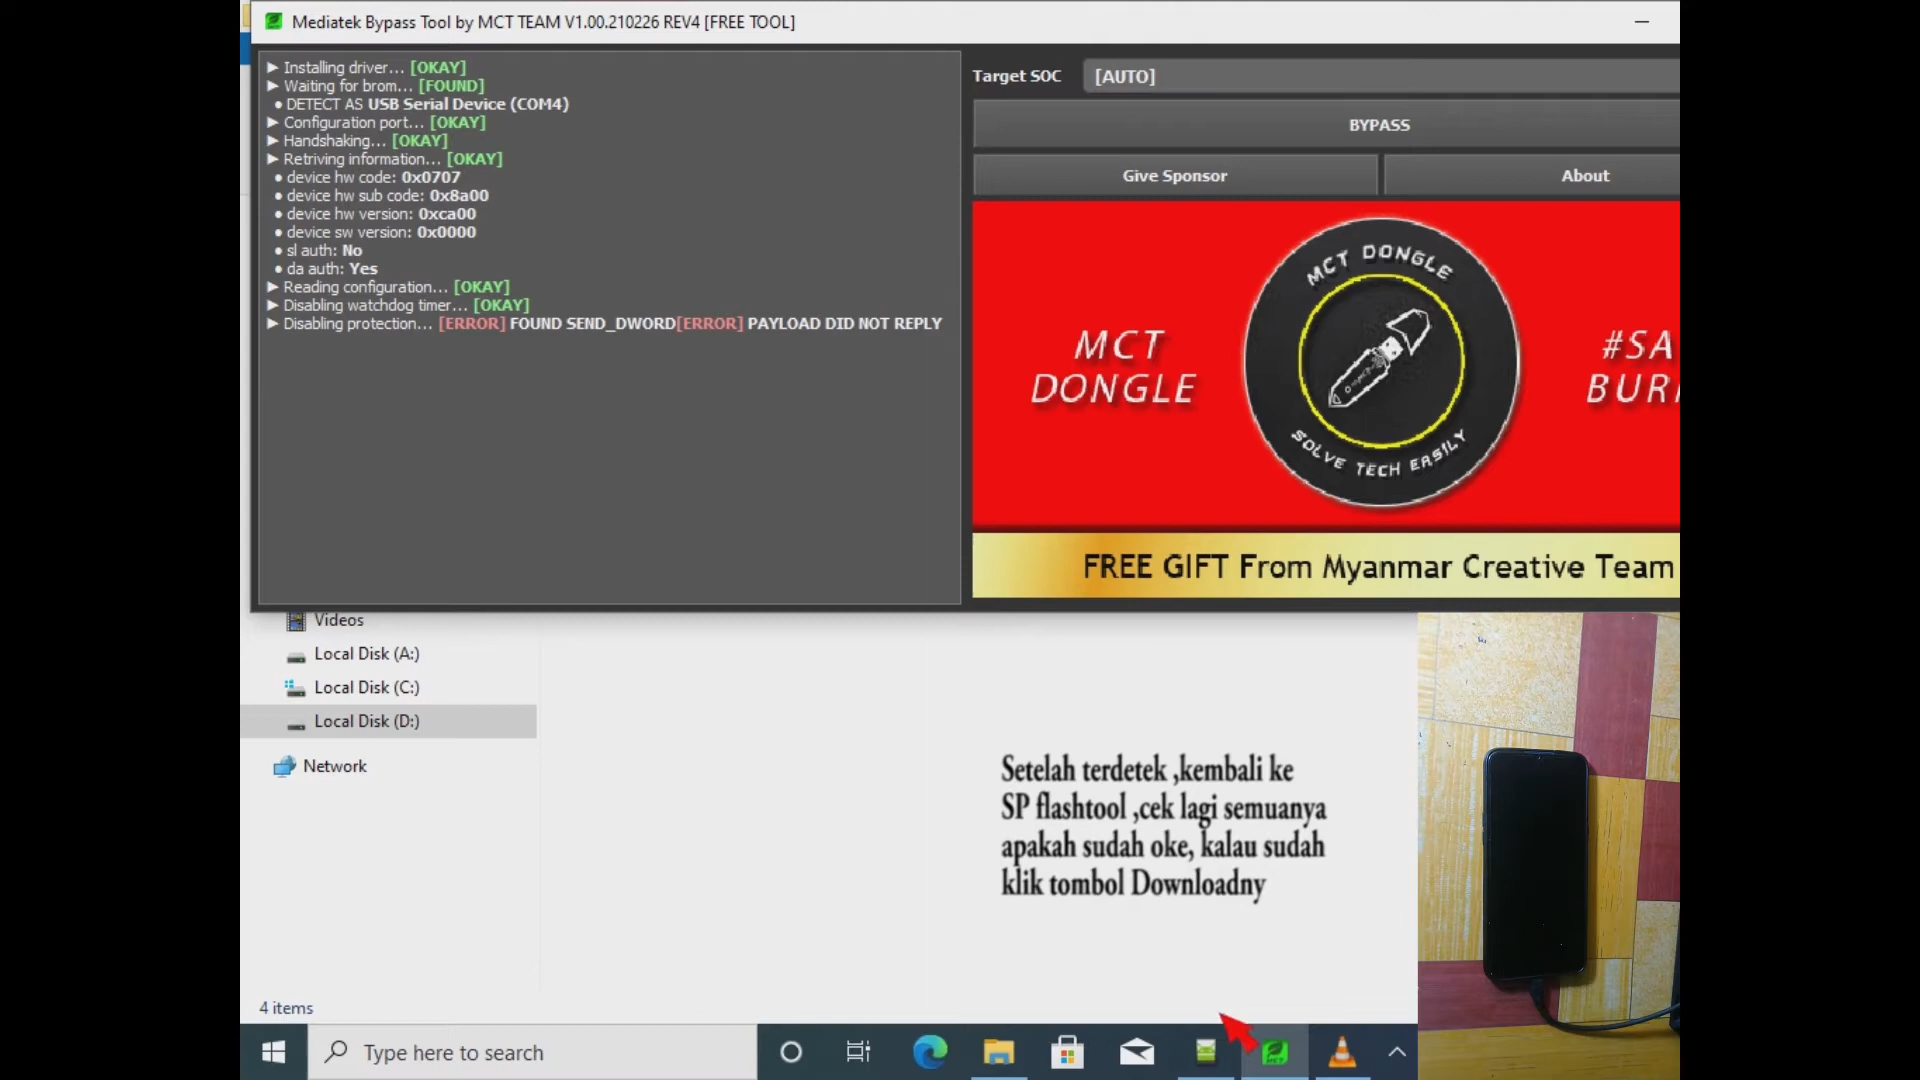 Mediatek Bypass Tool by MCT TEAM V1.00.210226 REV4 [FREE TOOL]
► Installing driver... [OKAY]
► Waiting for brom... [FOUND]
• DETECT AS USB Serial Device (COM4)
► Configuration port... [OKAY]
► Handshaking... [OKAY]
► Retriving information... [OKAY]
• device hw code: 0x0707
• device hw sub code: 0x8a00
• device hw version: 0xca00
• device sw version: 0x0000
• sl auth: No
• da auth: Yes
► Reading configuration... [OKAY]
► Disabling watchdog timer... [OKAY]
► Disabling protection... [ERROR] FOUND SEND_DWORD[ERROR] PAYLOAD DID NOT REPLY
Target SOC
[AUTO]
BYPASS
Give Sponsor
About
MCT
DONGLE
MCT DONGLE
SOLVE TECH EASILY
#SA
BUR
FREE GIFT From Myanmar Creative Team
Videos
Local Disk (A:)
Local Disk (C:)
Local Disk (D:)
Network
Setelah terdetek ,kembali ke
SP flashtool ,cek lagi semuanya
apakah sudah oke, kalau sudah
klik tombol Downloadny
4 items
Type here to search
MCT